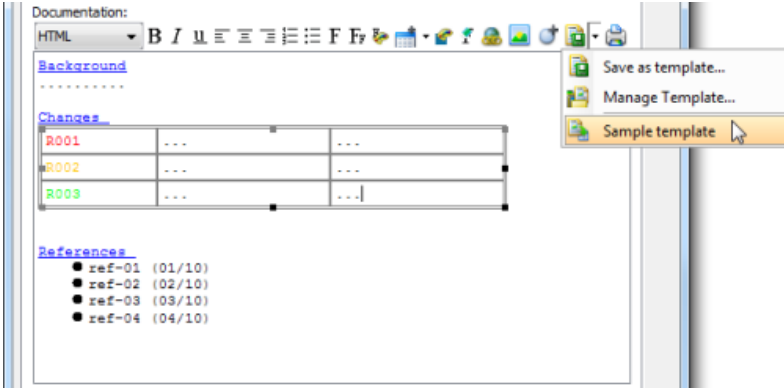 Documentation:
HTML B I U F F
Save as template...
Manage Template...
Sample template
Background
..........
Changes
R001 ... ...
R002 ... ...
R003 ... ...
References
ref-01 (01/10)
ref-02 (02/10)
ref-03 (03/10)
ref-04 (04/10)